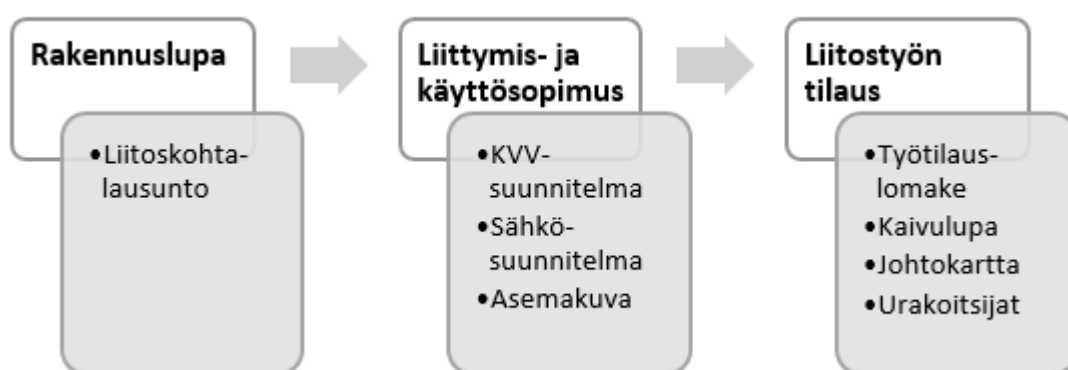 Rakennuslupa
•Liitoskohta-
lausunto
Liittymis- ja
käyttösopimus
•KVV-
suunnitelma
•Sähkö-
suunnitelma
•Asemakuva
Liitostyön
tilaus
•Työtilaus-
lomake
•Kaivulupa
•Johtokartta
•Urakoitsijat